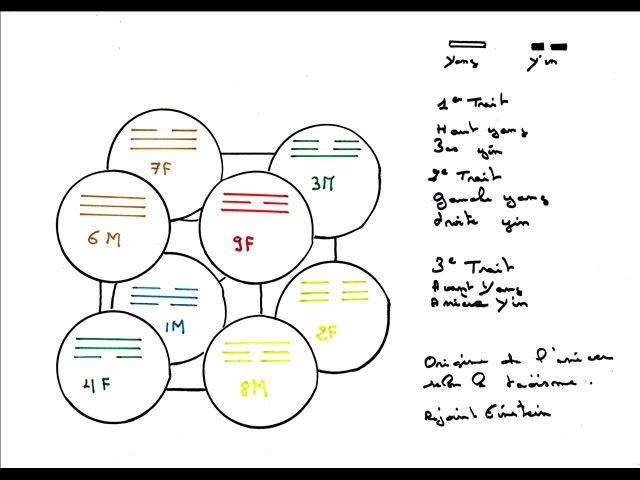 Yang Yin
1er Trait
Haut yang
Bas yin
2e Trait
gauche yang
droite yin
3e Trait
Avant Yang
Arrière Yin
Origine de l'univers
selon le taoïsme.
Rejoint Einstein
7F
3M
6M
9F
1M
2F
4F
8M